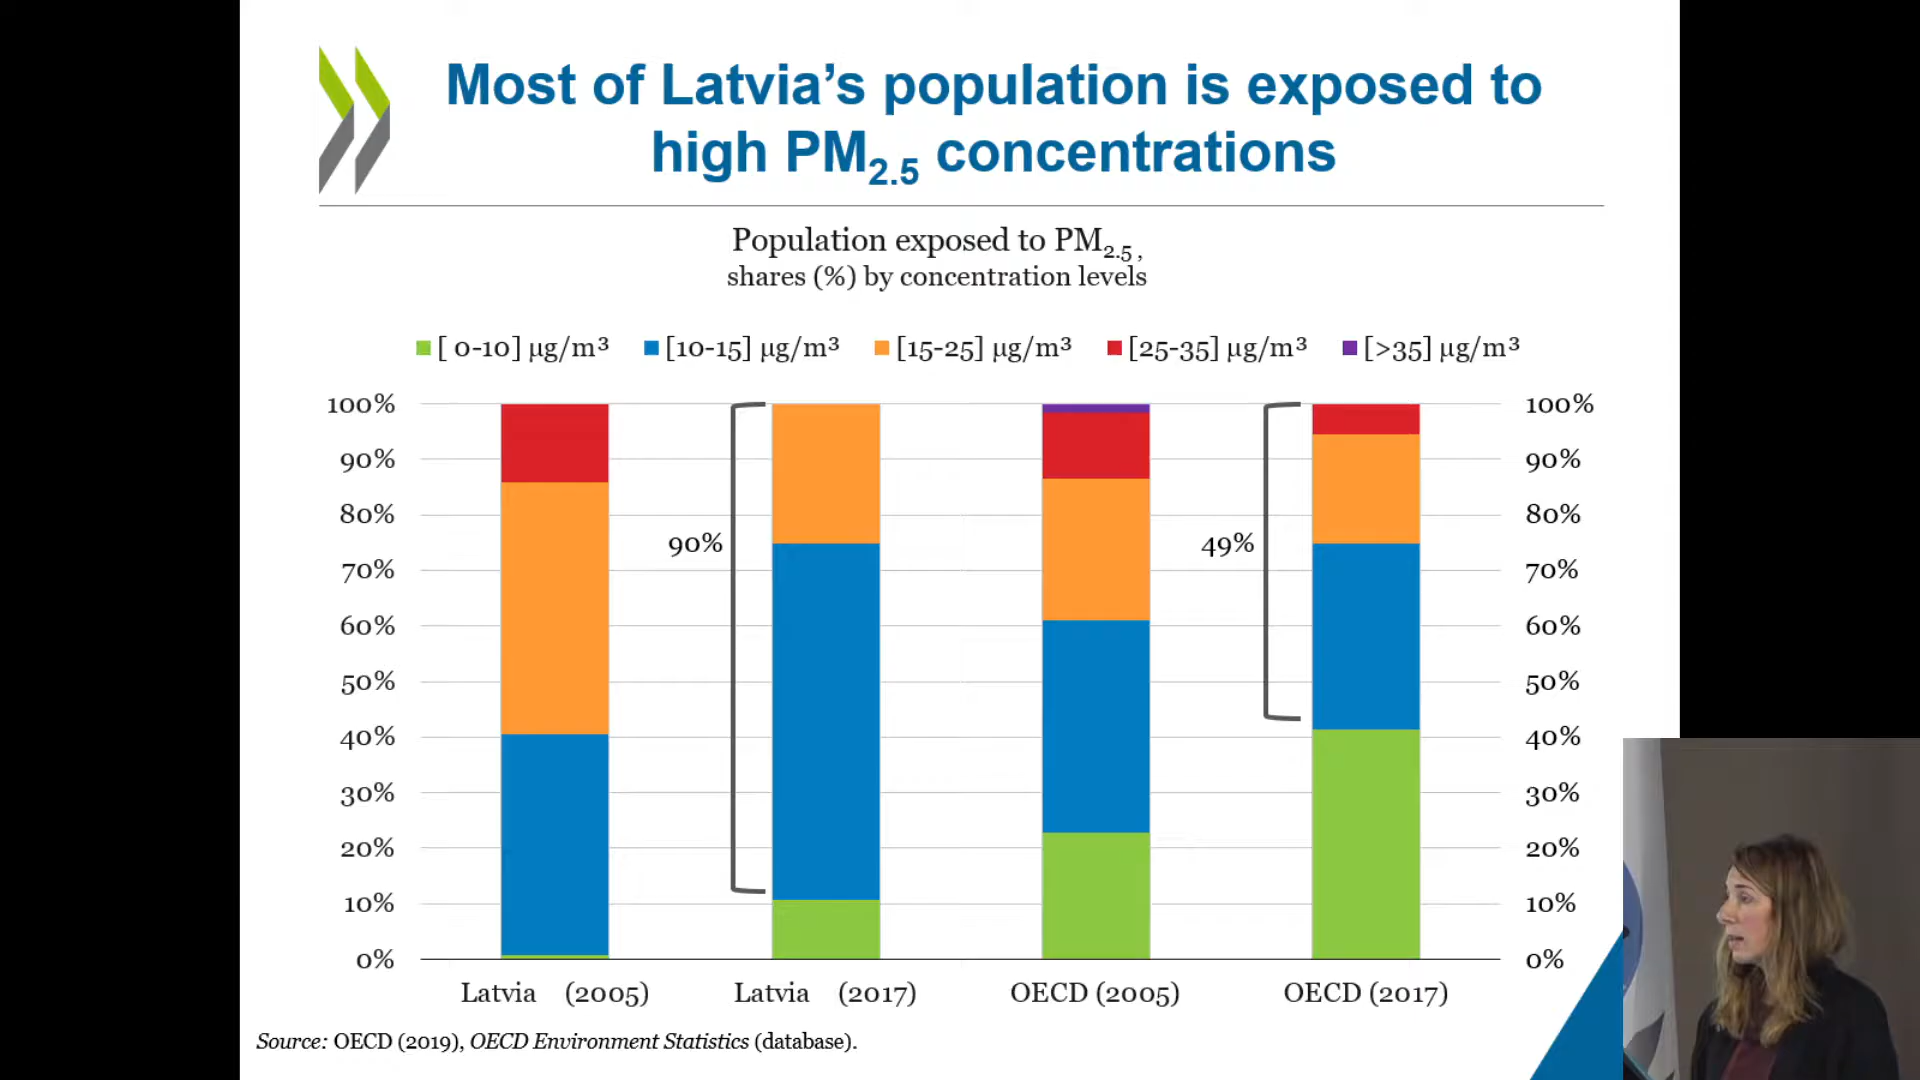 Most of Latvia’s population is exposed to
high PM2.5 concentrations
Population exposed to PM2.5 ,
shares (%) by concentration levels
[ 0-10] µg/m³ [10-15] µg/m³ [15-25] µg/m³ [25-35] µg/m³ [>35] µg/m³
100% 100%
90% 90%
80% 80%
90% 49%
70% 70%
60% 60%
50% 50%
40% 40%
30% 30%
20% 20%
10% 10%
0% 0%
Latvia (2005) Latvia (2017) OECD (2005) OECD (2017)
Source: OECD (2019), OECD Environment Statistics (database).